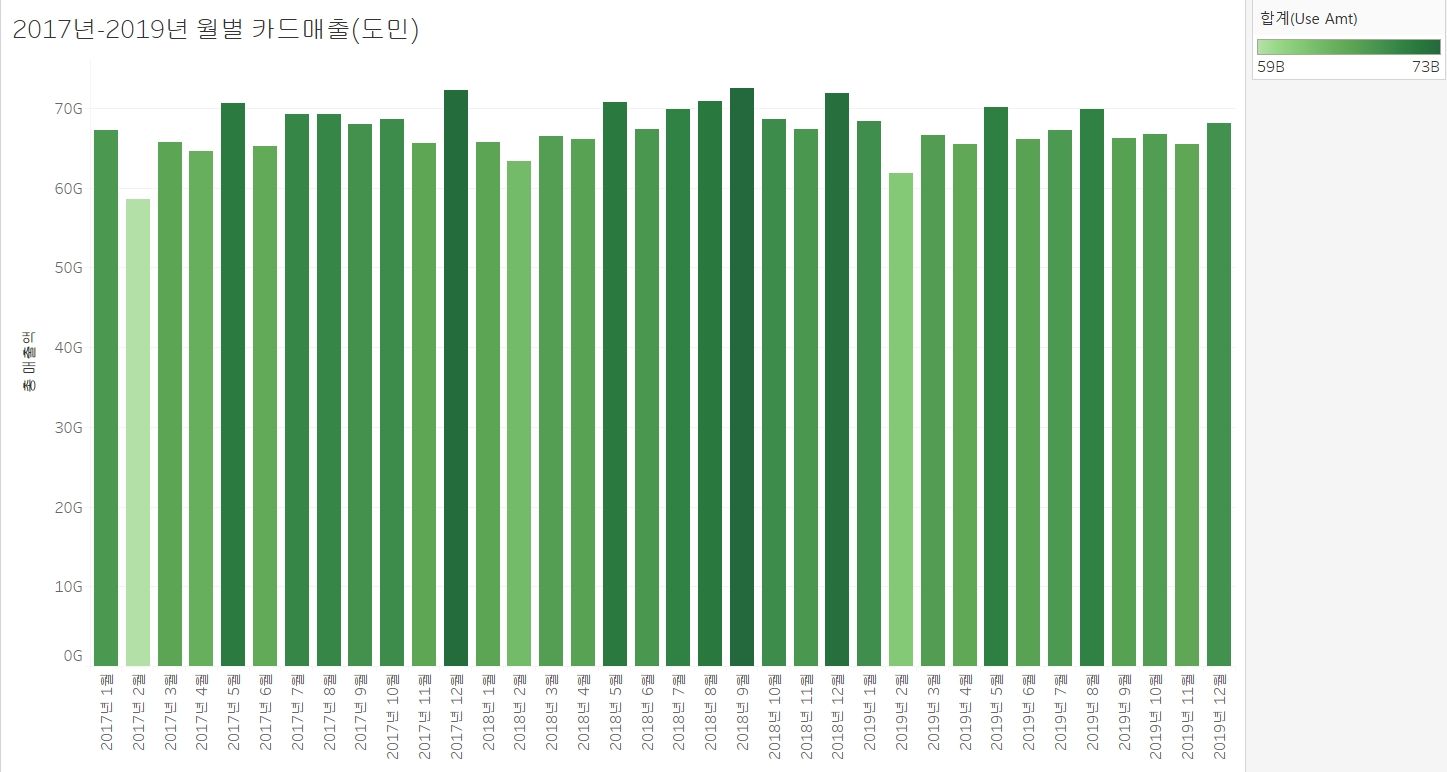 2017년-2019년 월별 카드매출(도민)
합계(Use Amt)
59B 73B
총 매출액
70G
60G
50G
40G
30G
20G
10G
0G
2017년 1월
2017년 2월
2017년 3월
2017년 4월
2017년 5월
2017년 6월
2017년 7월
2017년 8월
2017년 9월
2017년 10월
2017년 11월
2017년 12월
2018년 1월
2018년 2월
2018년 3월
2018년 4월
2018년 5월
2018년 6월
2018년 7월
2018년 8월
2018년 9월
2018년 10월
2018년 11월
2018년 12월
2019년 1월
2019년 2월
2019년 3월
2019년 4월
2019년 5월
2019년 6월
2019년 7월
2019년 8월
2019년 9월
2019년 10월
2019년 11월
2019년 12월